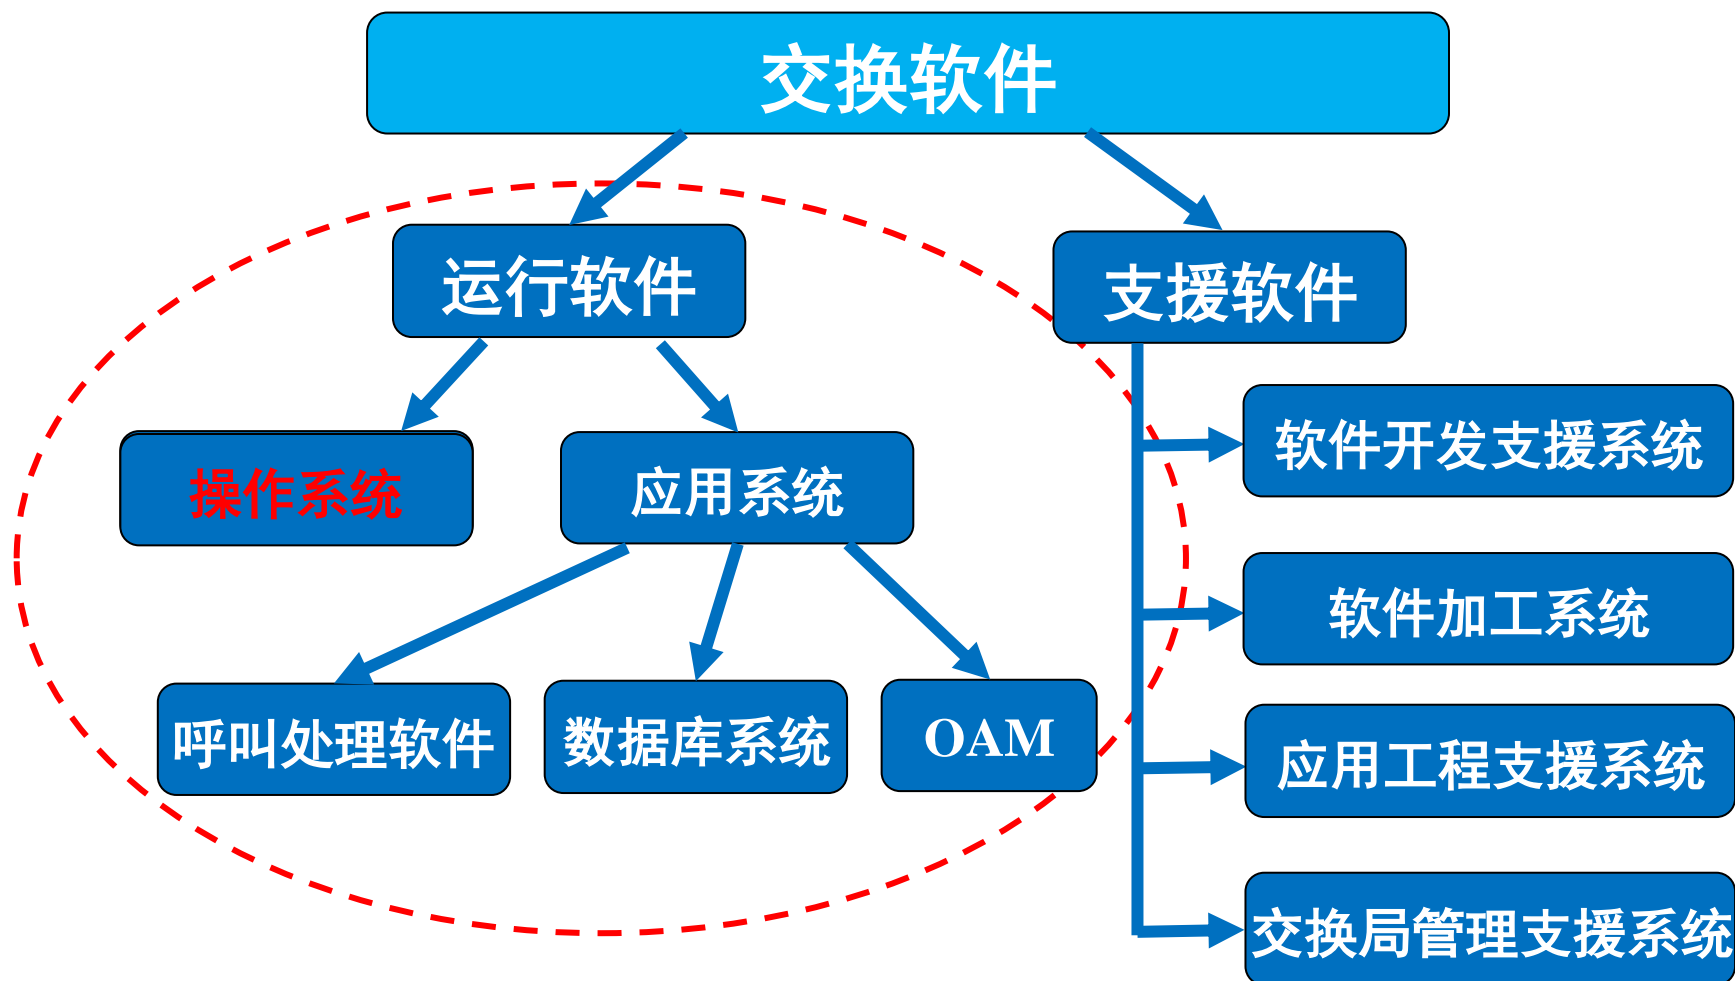 交换软件
运行软件
支援软件
操作系统
应用系统
软件开发支援系统
软件加工系统
呼叫处理软件
数据库系统
OAM
应用工程支援系统
交换局管理支援系统